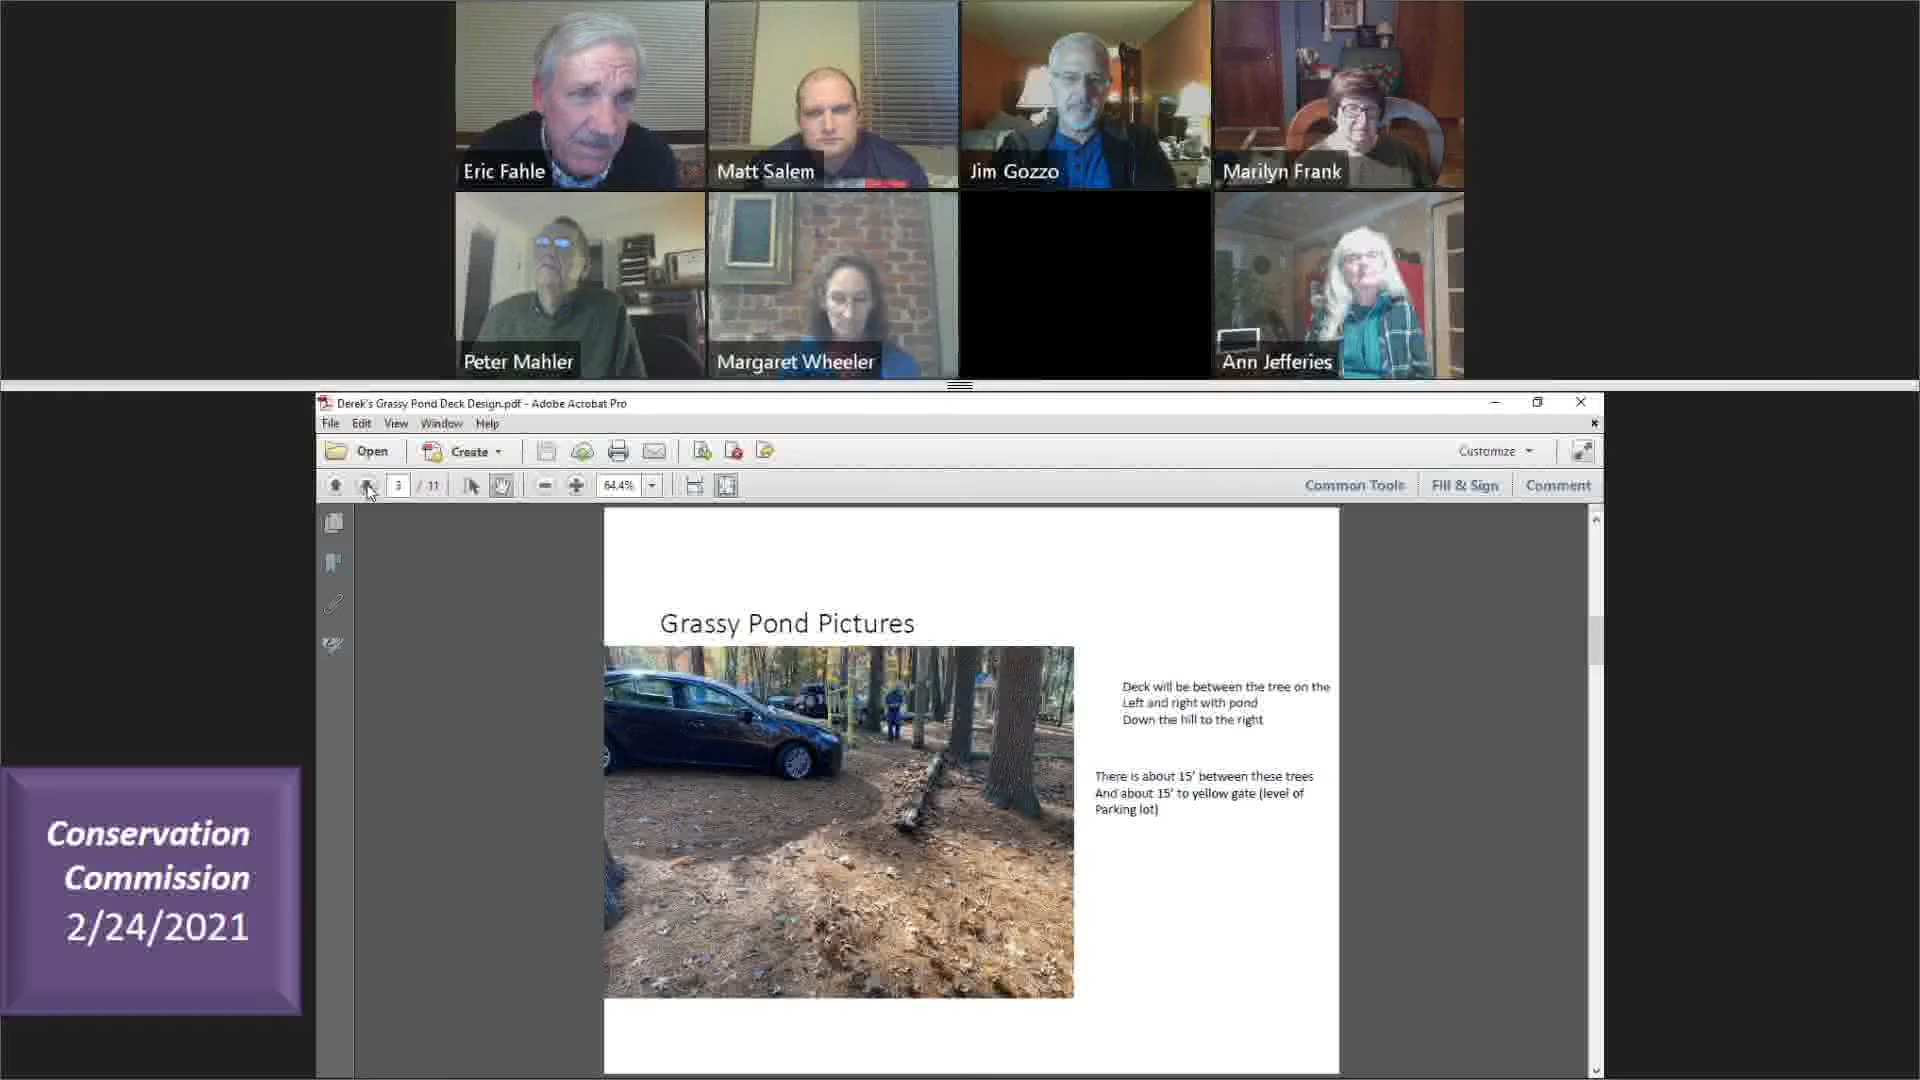 Eric Fahle
Matt Salem
Jim Gozzo
Marilyn Frank
Peter Mahler
Margaret Wheeler
Ann Jefferies
Derek's Grassy Pond Deck Design.pdf - Adobe Acrobat Pro
File Edit View Window Help
Open Create Customize
3 / 11 64.4% Common Tools Fill & Sign Comment
Grassy Pond Pictures
Deck will be between the tree on the
Left and right with pond
Down the hill to the right
There is about 15' between these trees
And about 15' to yellow gate (level of
Parking lot)
Conservation
Commission
2/24/2021